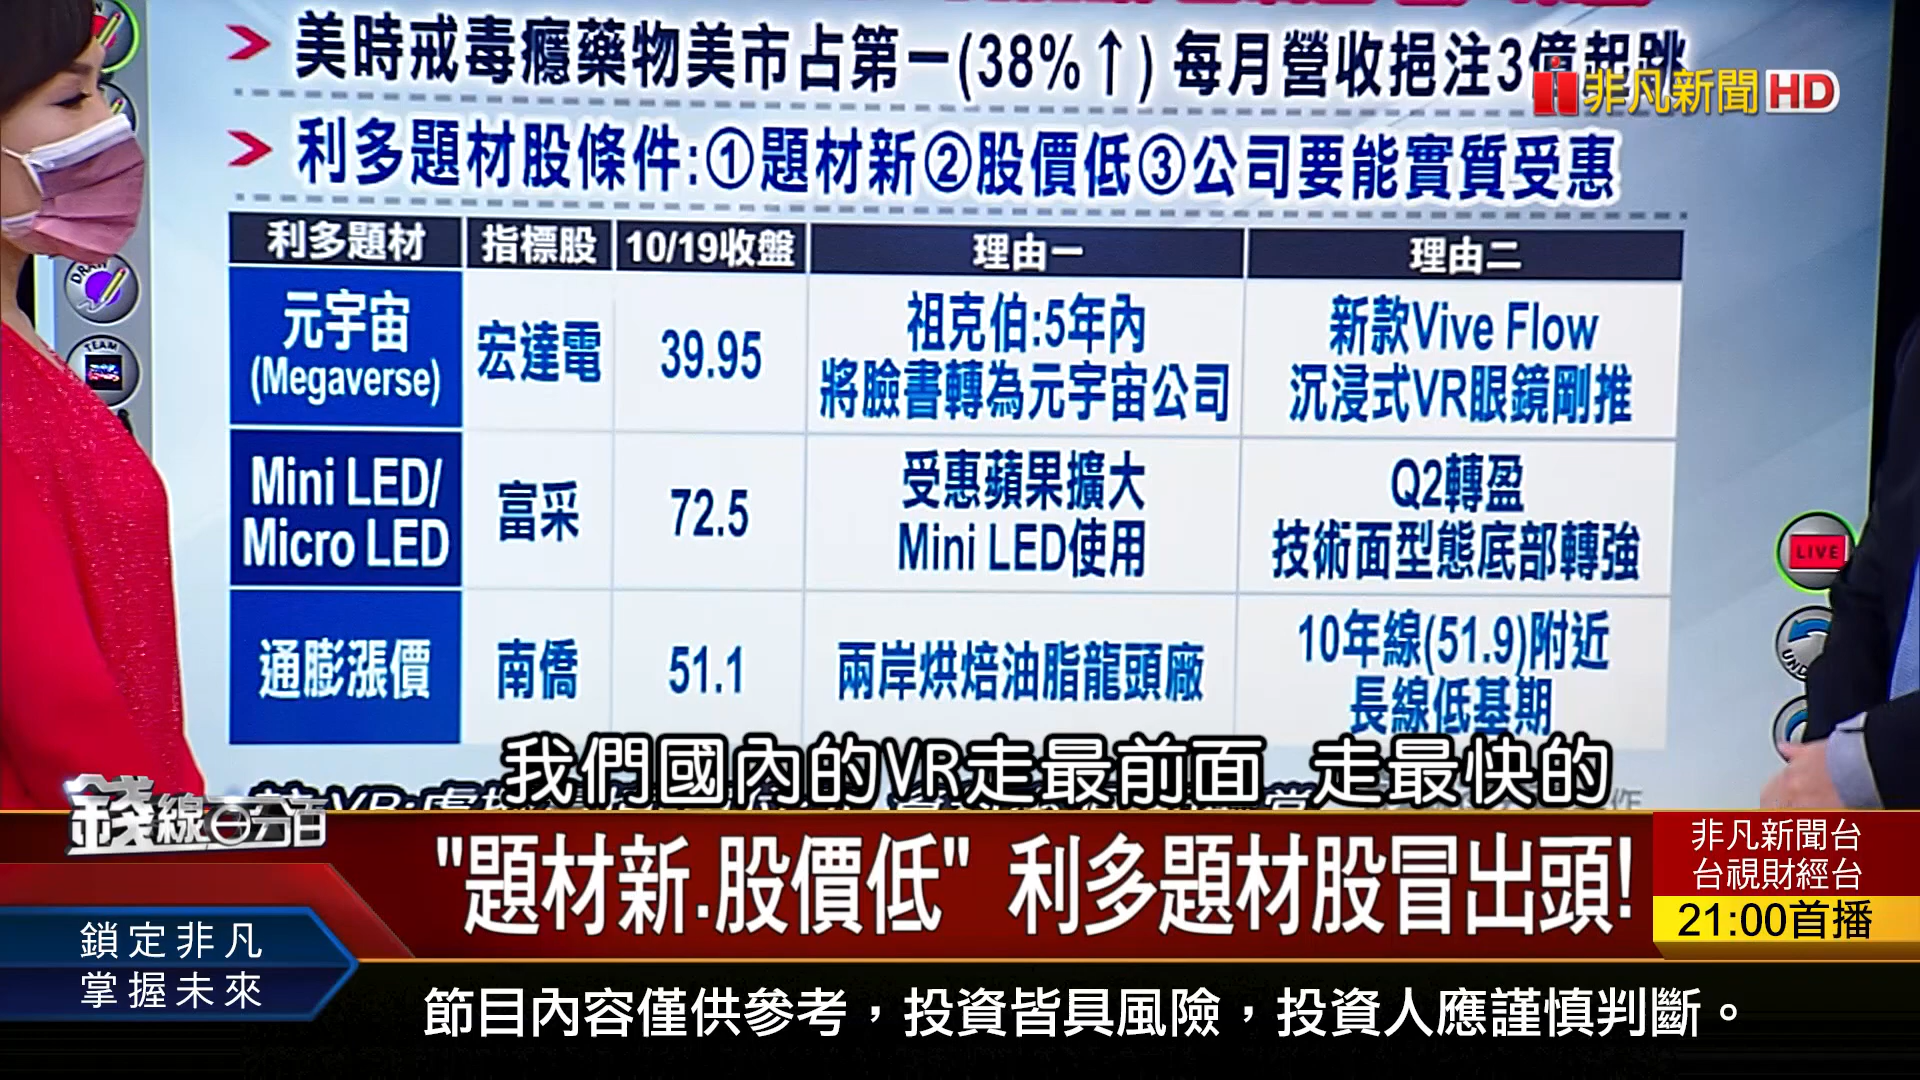 美時戒毒癮藥物美市占第一(38%↑) 每月營收挹注3億起跳
非凡新聞HD
利多題材股條件:①題材新②股價低③公司要能實質受惠
利多題材 指標股 10/19收盤 理由一 理由二
元宇宙
(Megaverse)
宏達電
39.95
祖克伯:5年內
將臉書轉為元宇宙公司
新款Vive Flow
沉浸式VR眼鏡剛推
Mini LED/
Micro LED
富采
72.5
受惠蘋果擴大
Mini LED使用
Q2轉盈
技術面型態底部轉強
通膨漲價
南僑
51.1
兩岸烘焙油脂龍頭廠
10年線(51.9)附近
長線低基期
DRAW
TEAM
LIVE
我們國內的VR走最前面 走最快的
錢線百分百
"題材新.股價低" 利多題材股冒出頭!
非凡新聞台
台視財經台
21:00首播
鎖定非凡
掌握未來
節目內容僅供參考，投資皆具風險，投資人應謹慎判斷。